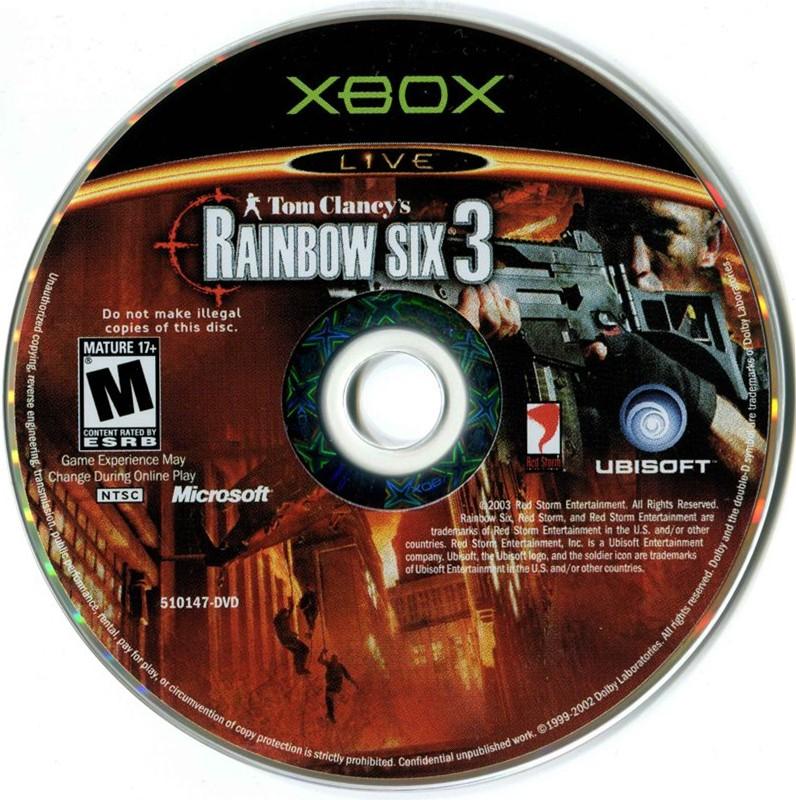 XBOX
LIVE
Tom Clancy's
RAINBOW SIX 3
Do not make illegal
copies of this disc.
MATURE 17+
M
®
CONTENT RATED BY
ESRB
Game Experience May
Change During Online Play
NTSC
Microsoft®
Red Storm
UBISOFT™
©2003 Red Storm Entertainment. All Rights Reserved.
Rainbow Six, Red Storm, and Red Storm Entertainment are
trademarks of Red Storm Entertainment in the U.S. and/or other
countries. Red Storm Entertainment, Inc. is a Ubisoft Entertainment
company. Ubisoft, the Ubisoft logo, and the soldier icon are trademarks
of Ubisoft Entertainment in the U.S. and/or other countries.
510147-DVD
Unauthorized copying, reverse engineering, transmission, public performance, rental, pay for play, or circumvention of copy protection is strictly prohibited. Confidential unpublished work. ©1999-2002 Dolby Laboratories. All rights reserved. Dolby and the double-D symbol are trademarks of Dolby Laboratories.